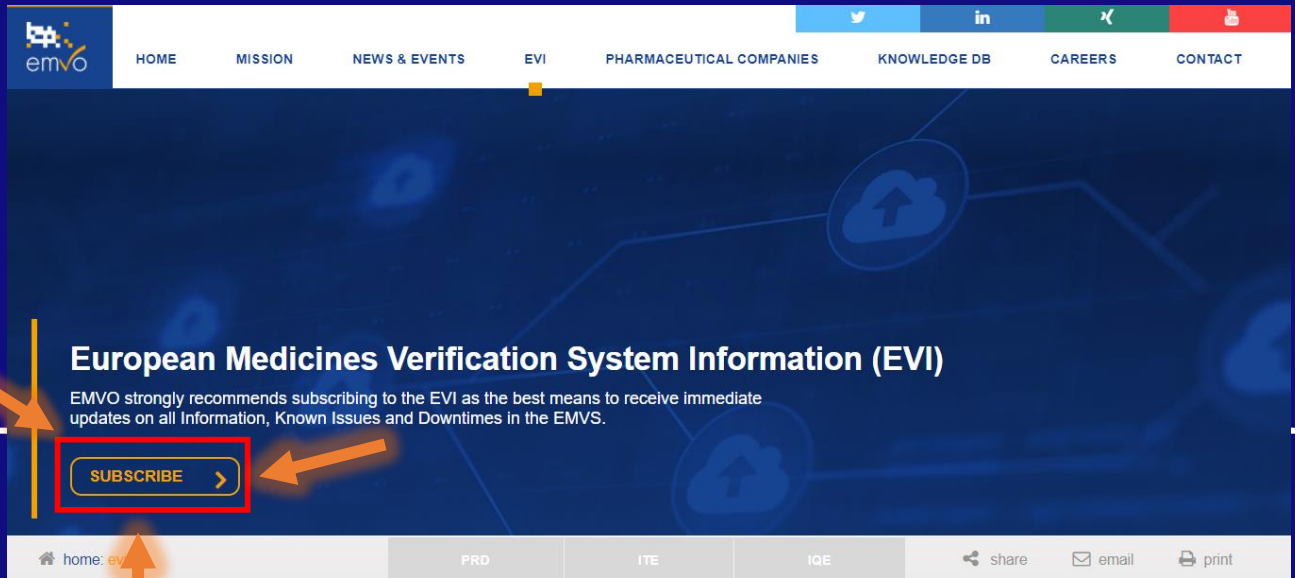 emvo
HOME
MISSION
NEWS & EVENTS
EVI
PHARMACEUTICAL COMPANIES
KNOWLEDGE DB
CAREERS
CONTACT
European Medicines Verification System Information (EVI)
EMVO strongly recommends subscribing to the EVI as the best means to receive immediate
updates on all Information, Known Issues and Downtimes in the EMVS.
SUBSCRIBE
home:
PRD
ITE
IQE
share
email
print